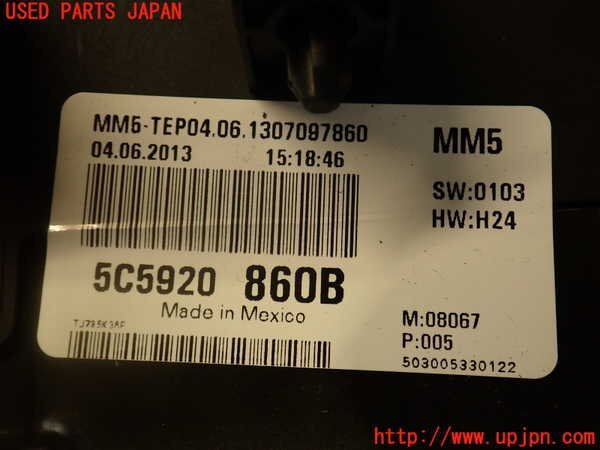 USED PARTS JAPAN
MM5-TEP04.06.1307097860
04.06.2013 15:18:46
MM5
SW:0103
HW:H24
5C5920 860B
Made in Mexico
M:08067
P:005
503005330122
http://www.upjpn.com